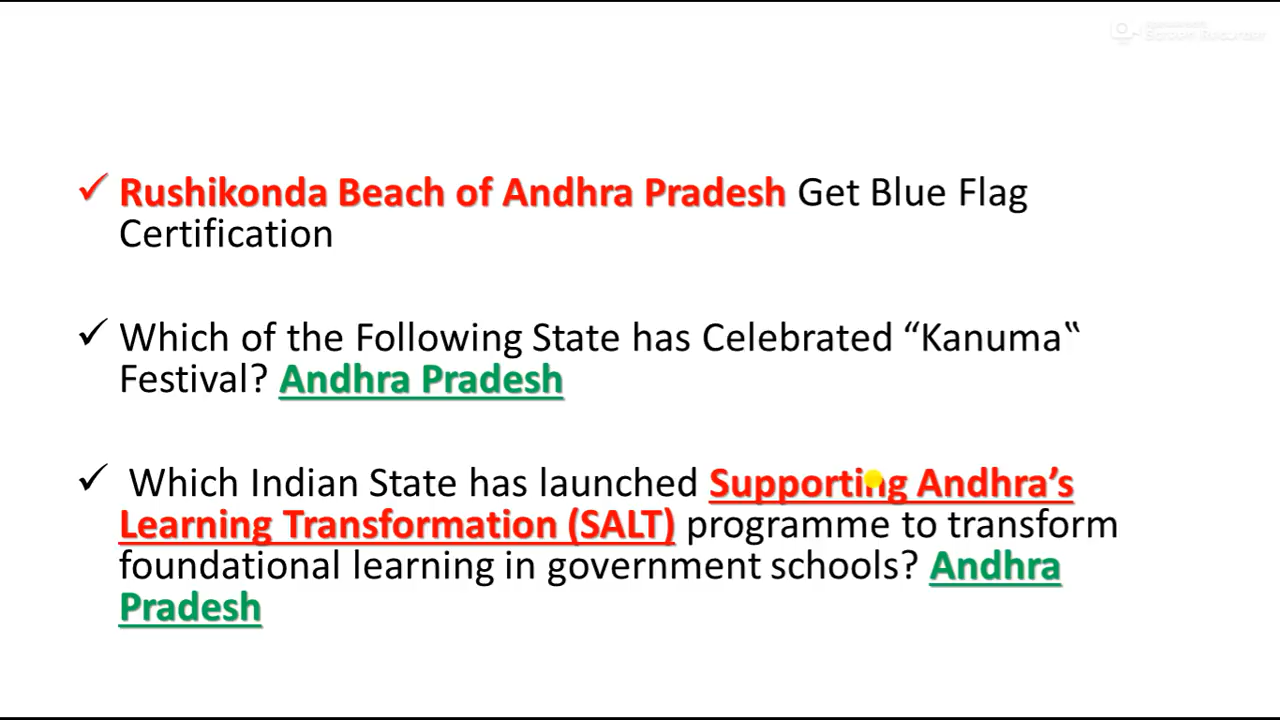 Screen Recorder
✓ Rushikonda Beach of Andhra Pradesh Get Blue Flag
Certification
✓ Which of the Following State has Celebrated “Kanuma‟
Festival? Andhra Pradesh
✓ Which Indian State has launched Supporting Andhra’s
Learning Transformation (SALT) programme to transform
foundational learning in government schools? Andhra
Pradesh